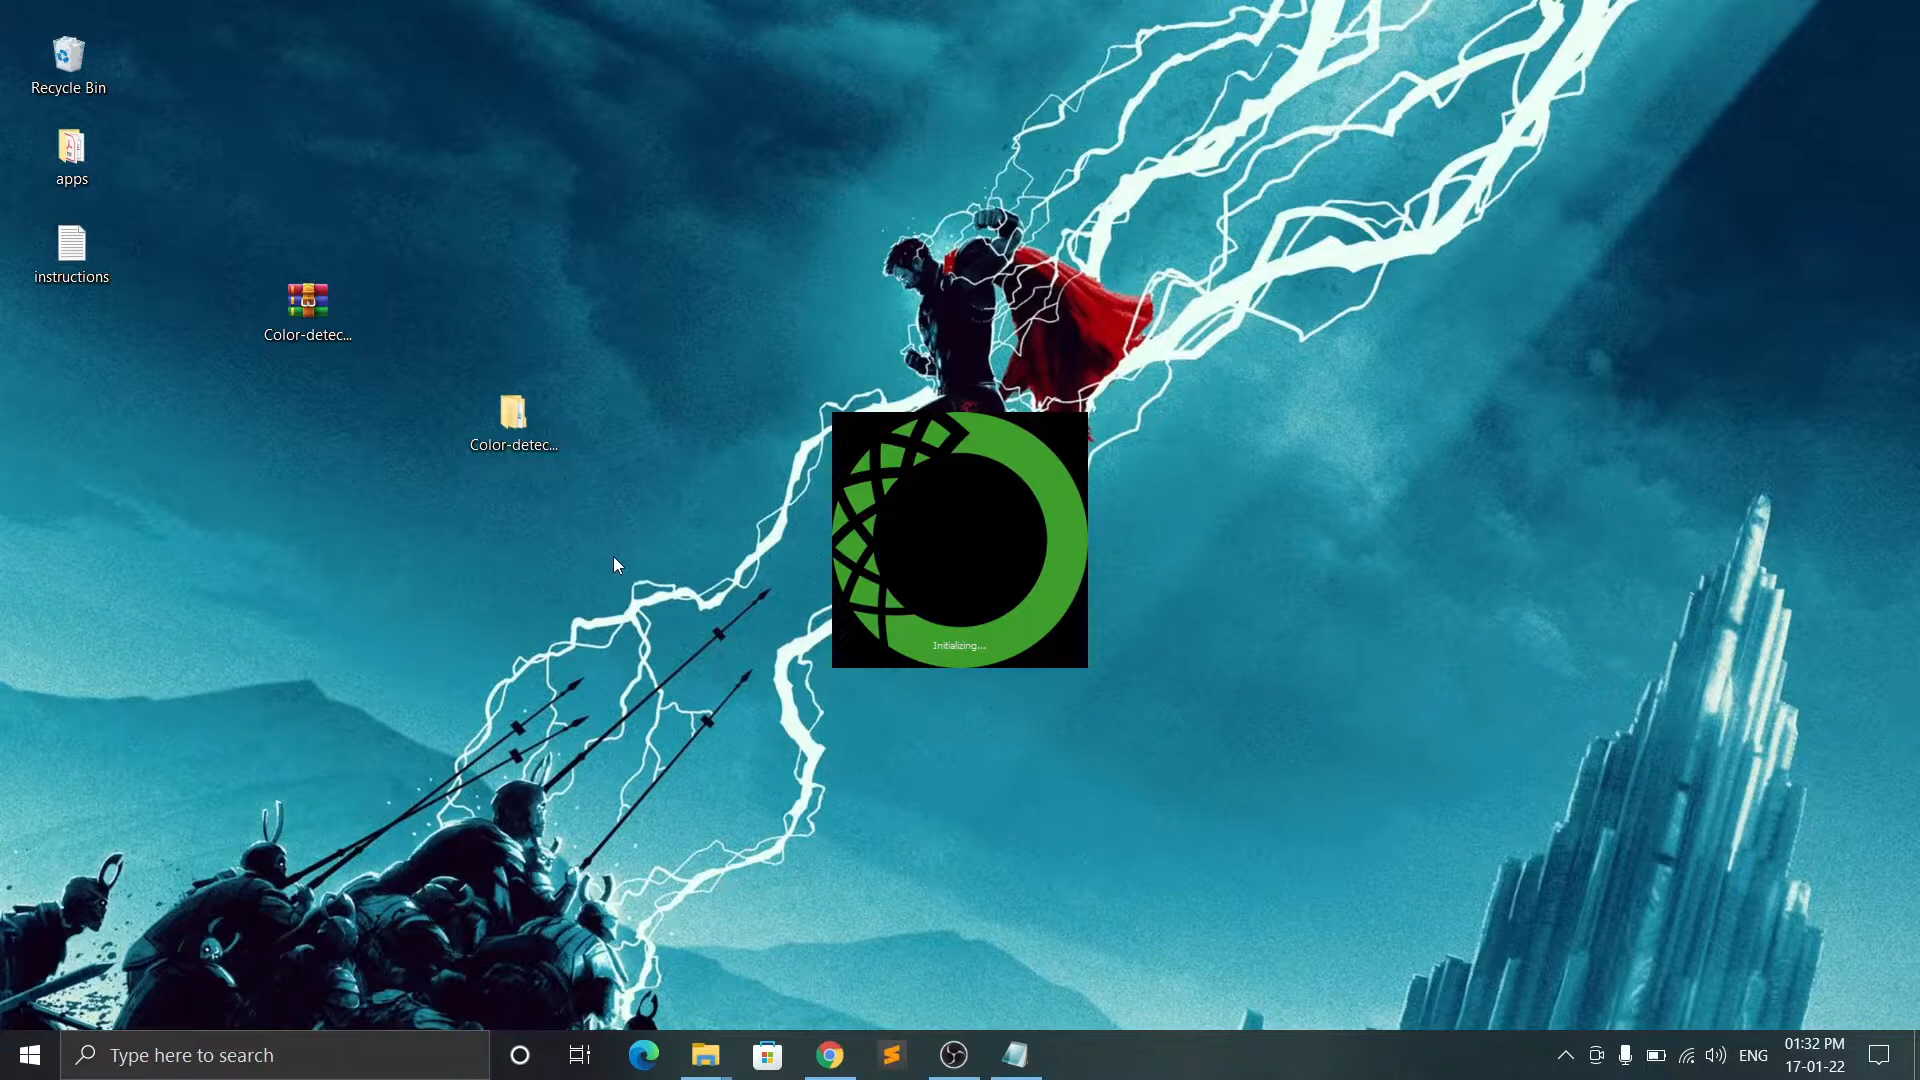 Recycle Bin
apps
instructions
Color-detec...
Color-detec...
Initializing...
Type here to search
ENG
01:32 PM
17-01-22